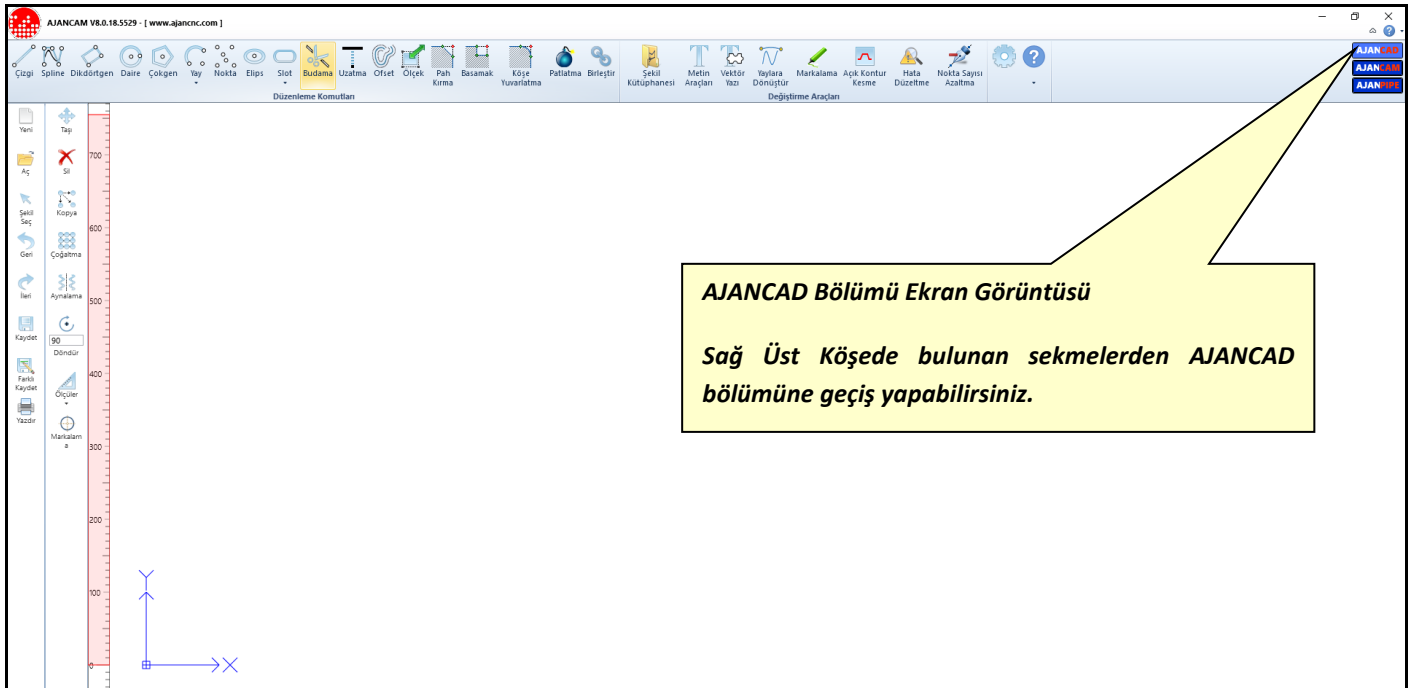 AJANCAM V8.0.18.5529 - [ www.ajancnc.com ]
Çizgi Spline Dikdörtgen Daire Çokgen Yay Nokta Elips Slot Budama Uzatma Ofset Ölçek Pah Kırma Basamak Köşe Yuvarlatma Patlatma Birleştir Şekil Kütüphanesi Metin Araçları Vektör Yazı Yaylara Dönüştür Markalama Açık Kontur Kesme Hata Düzeltme Nokta Sayısı Azaltma
Düzenleme Komutları Değiştirme Araçları
AJANCAD
AJANCAM
AJANPIPE
Yeni
Aç
Şekil
Seç
Geri
İleri
Kaydet
Farklı
Kaydet
Yazdır
Taşı
Sil
Kopya
Çoğaltma
Aynalama
90
Döndür
Ölçüler
Markalam
a
700
600
500
400
300
200
100
0
Y
X
AJANCAD Bölümü Ekran Görüntüsü
Sağ Üst Köşede bulunan sekmelerden AJANCAD
bölümüne geçiş yapabilirsiniz.